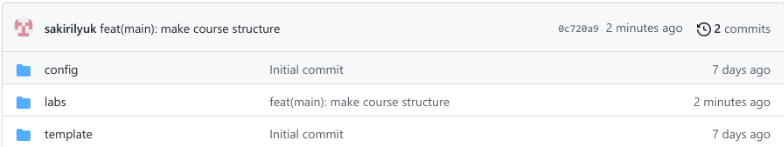 sakirilyuk feat(main): make course structure 0c720a9 2 minutes ago 2 commits
config Initial commit 7 days ago
labs feat(main): make course structure 2 minutes ago
template Initial commit 7 days ago